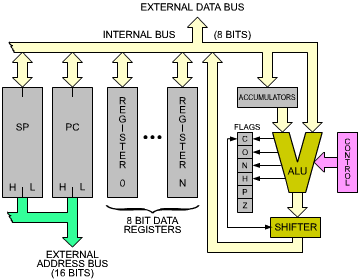 EXTERNAL DATA BUS
INTERNAL BUS (8 BITS)
SP
PC
H L
H L
REGISTER 0
•••
REGISTER N
8 BIT DATA
REGISTERS
EXTERNAL
ADDRESS BUS
(16 BITS)
ACCUMULATORS
FLAGS
C
O
N
H
P
Z
ALU
CONTROL
SHIFTER